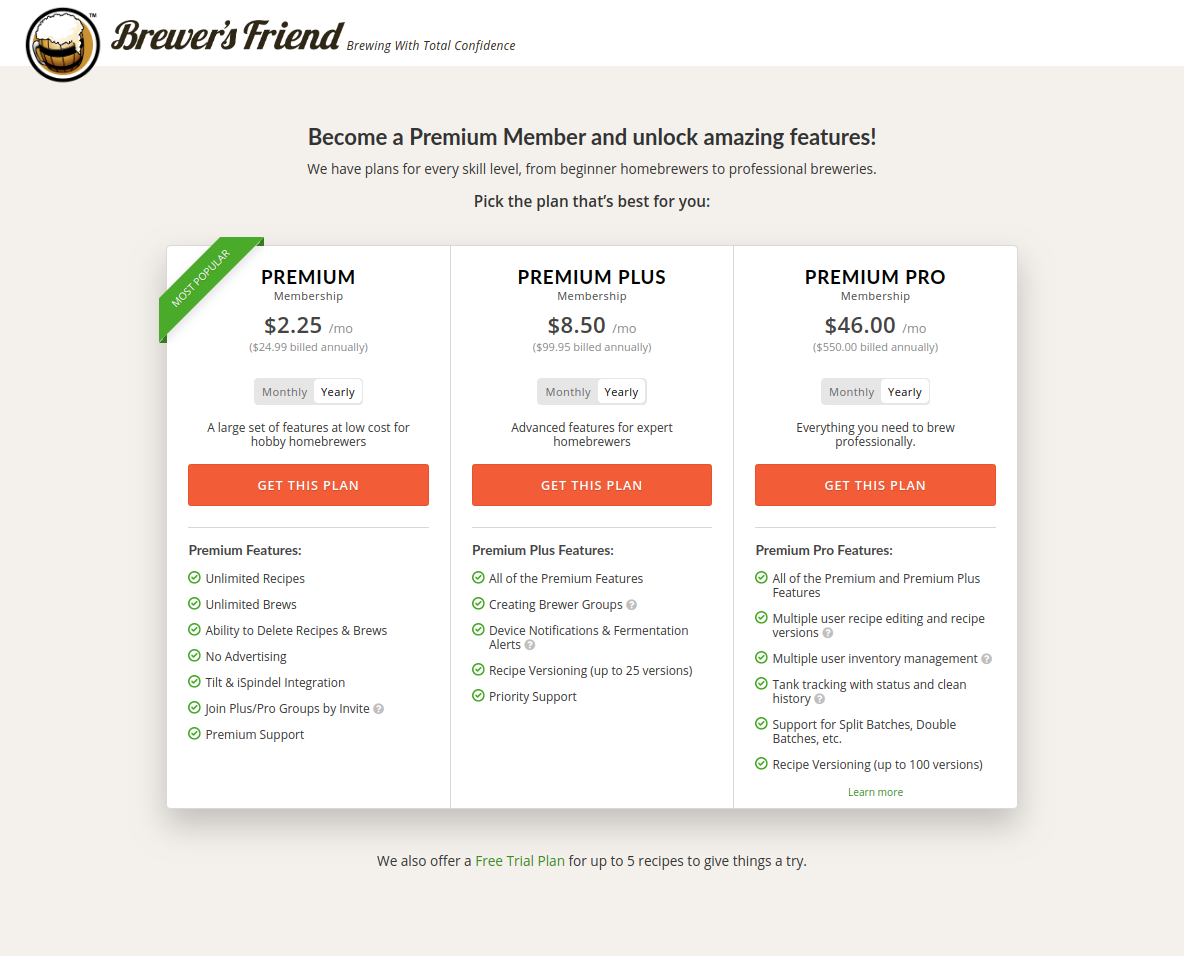 Brewer's Friend
TM
Brewing With Total Confidence
Become a Premium Member and unlock amazing features!
We have plans for every skill level, from beginner homebrewers to professional breweries.
Pick the plan that's best for you:
MOST POPULAR
PREMIUM
Membership
$2.25 /mo
($24.99 billed annually)
Monthly Yearly
A large set of features at low cost for
hobby homebrewers
GET THIS PLAN
Premium Features:
Unlimited Recipes
Unlimited Brews
Ability to Delete Recipes & Brews
No Advertising
Tilt & iSpindel Integration
Join Plus/Pro Groups by Invite ?
Premium Support
PREMIUM PLUS
Membership
$8.50 /mo
($99.95 billed annually)
Monthly Yearly
Advanced features for expert
homebrewers
GET THIS PLAN
Premium Plus Features:
All of the Premium Features
Creating Brewer Groups ?
Device Notifications & Fermentation
Alerts ?
Recipe Versioning (up to 25 versions)
Priority Support
PREMIUM PRO
Membership
$46.00 /mo
($550.00 billed annually)
Monthly Yearly
Everything you need to brew
professionally.
GET THIS PLAN
Premium Pro Features:
All of the Premium and Premium Plus
Features
Multiple user recipe editing and recipe
versions ?
Multiple user inventory management ?
Tank tracking with status and clean
history ?
Support for Split Batches, Double
Batches, etc.
Recipe Versioning (up to 100 versions)
Learn more
We also offer a Free Trial Plan for up to 5 recipes to give things a try.